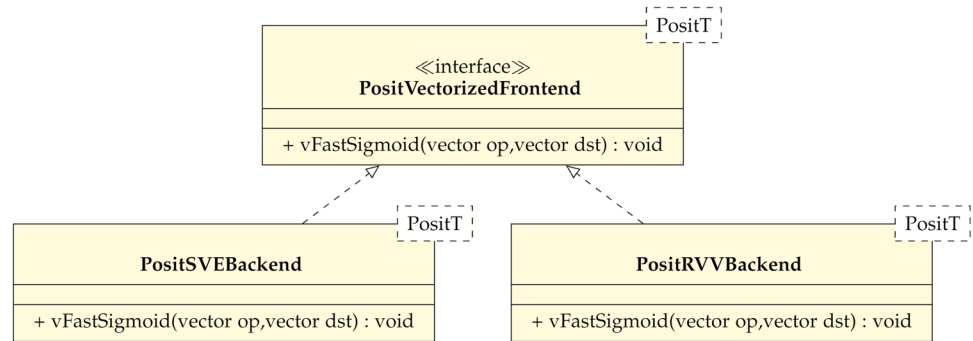 PositT
≪interface≫
PositVectorizedFrontend
+ vFastSigmoid(vector op,vector dst) : void
PositT
PositSVEBackend
+ vFastSigmoid(vector op,vector dst) : void
PositT
PositRVVBackend
+ vFastSigmoid(vector op,vector dst) : void